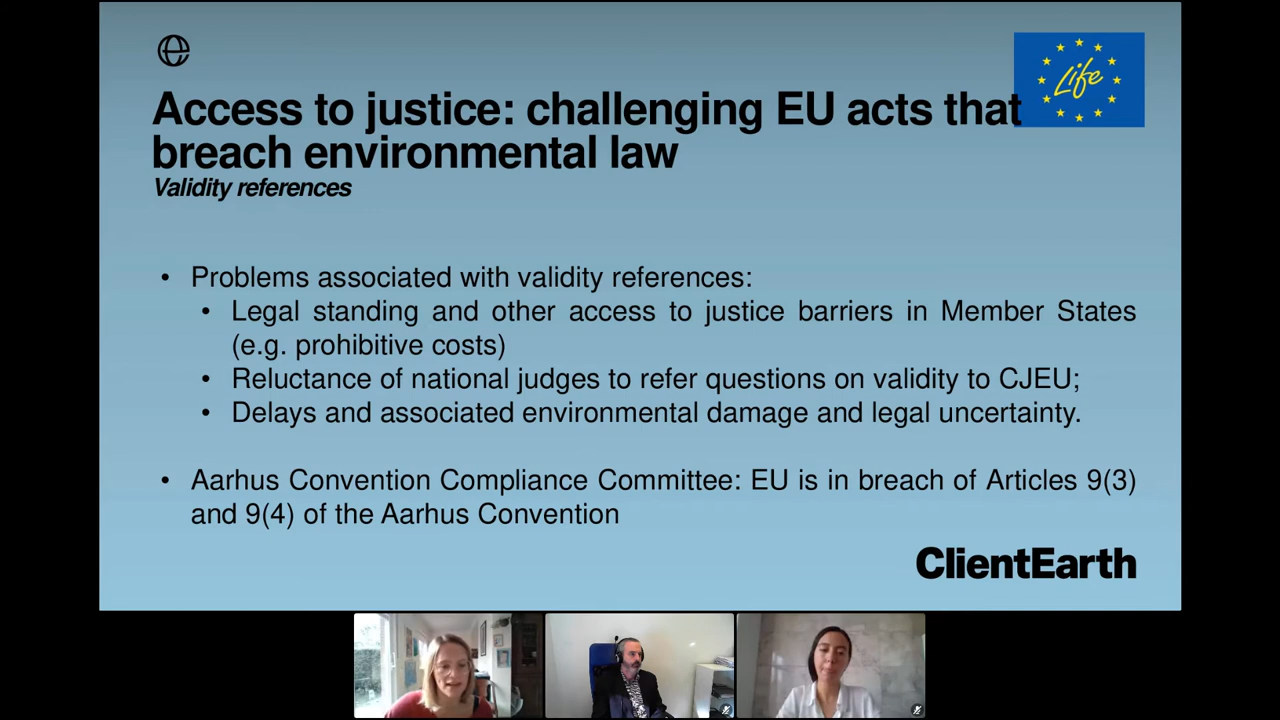 Life
Access to justice: challenging EU acts that
breach environmental law
Validity references
• Problems associated with validity references:
• Legal standing and other access to justice barriers in Member States
(e.g. prohibitive costs)
• Reluctance of national judges to refer questions on validity to CJEU;
• Delays and associated environmental damage and legal uncertainty.
• Aarhus Convention Compliance Committee: EU is in breach of Articles 9(3)
and 9(4) of the Aarhus Convention
ClientEarth